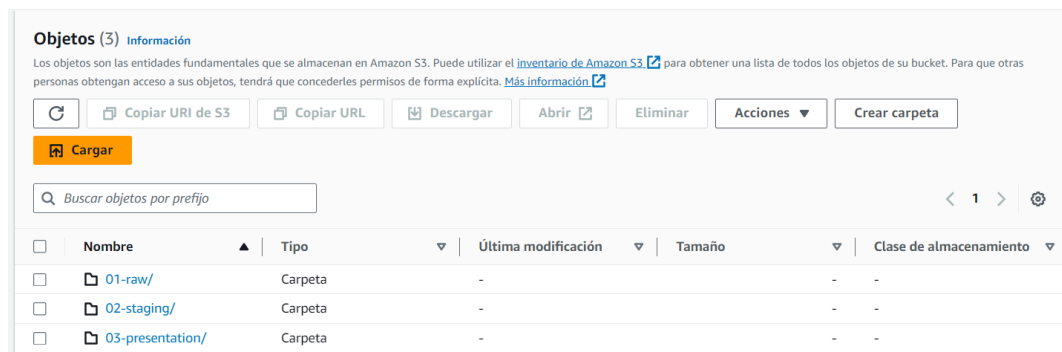 Objetos (3) Información
Los objetos son las entidades fundamentales que se almacenan en Amazon S3. Puede utilizar el inventario de Amazon S3 para obtener una lista de todos los objetos de su bucket. Para que otras
personas obtengan acceso a sus objetos, tendrá que concederles permisos de forma explícita. Más información
Copiar URI de S3 Copiar URL Descargar Abrir Eliminar Acciones Crear carpeta
Cargar
Buscar objetos por prefijo 1
Nombre Tipo Última modificación Tamaño Clase de almacenamiento
01-raw/ Carpeta - - -
02-staging/ Carpeta - - -
03-presentation/ Carpeta - - -